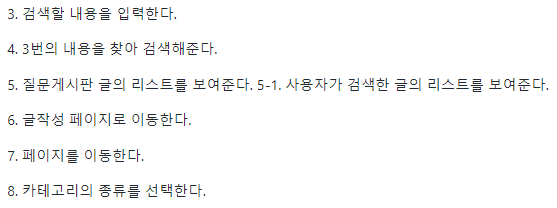 3. 검색할 내용을 입력한다.
4. 3번의 내용을 찾아 검색해준다.
5. 질문게시판 글의 리스트를 보여준다. 5-1. 사용자가 검색한 글의 리스트를 보여준다.
6. 글작성 페이지로 이동한다.
7. 페이지를 이동한다.
8. 카테고리의 종류를 선택한다.